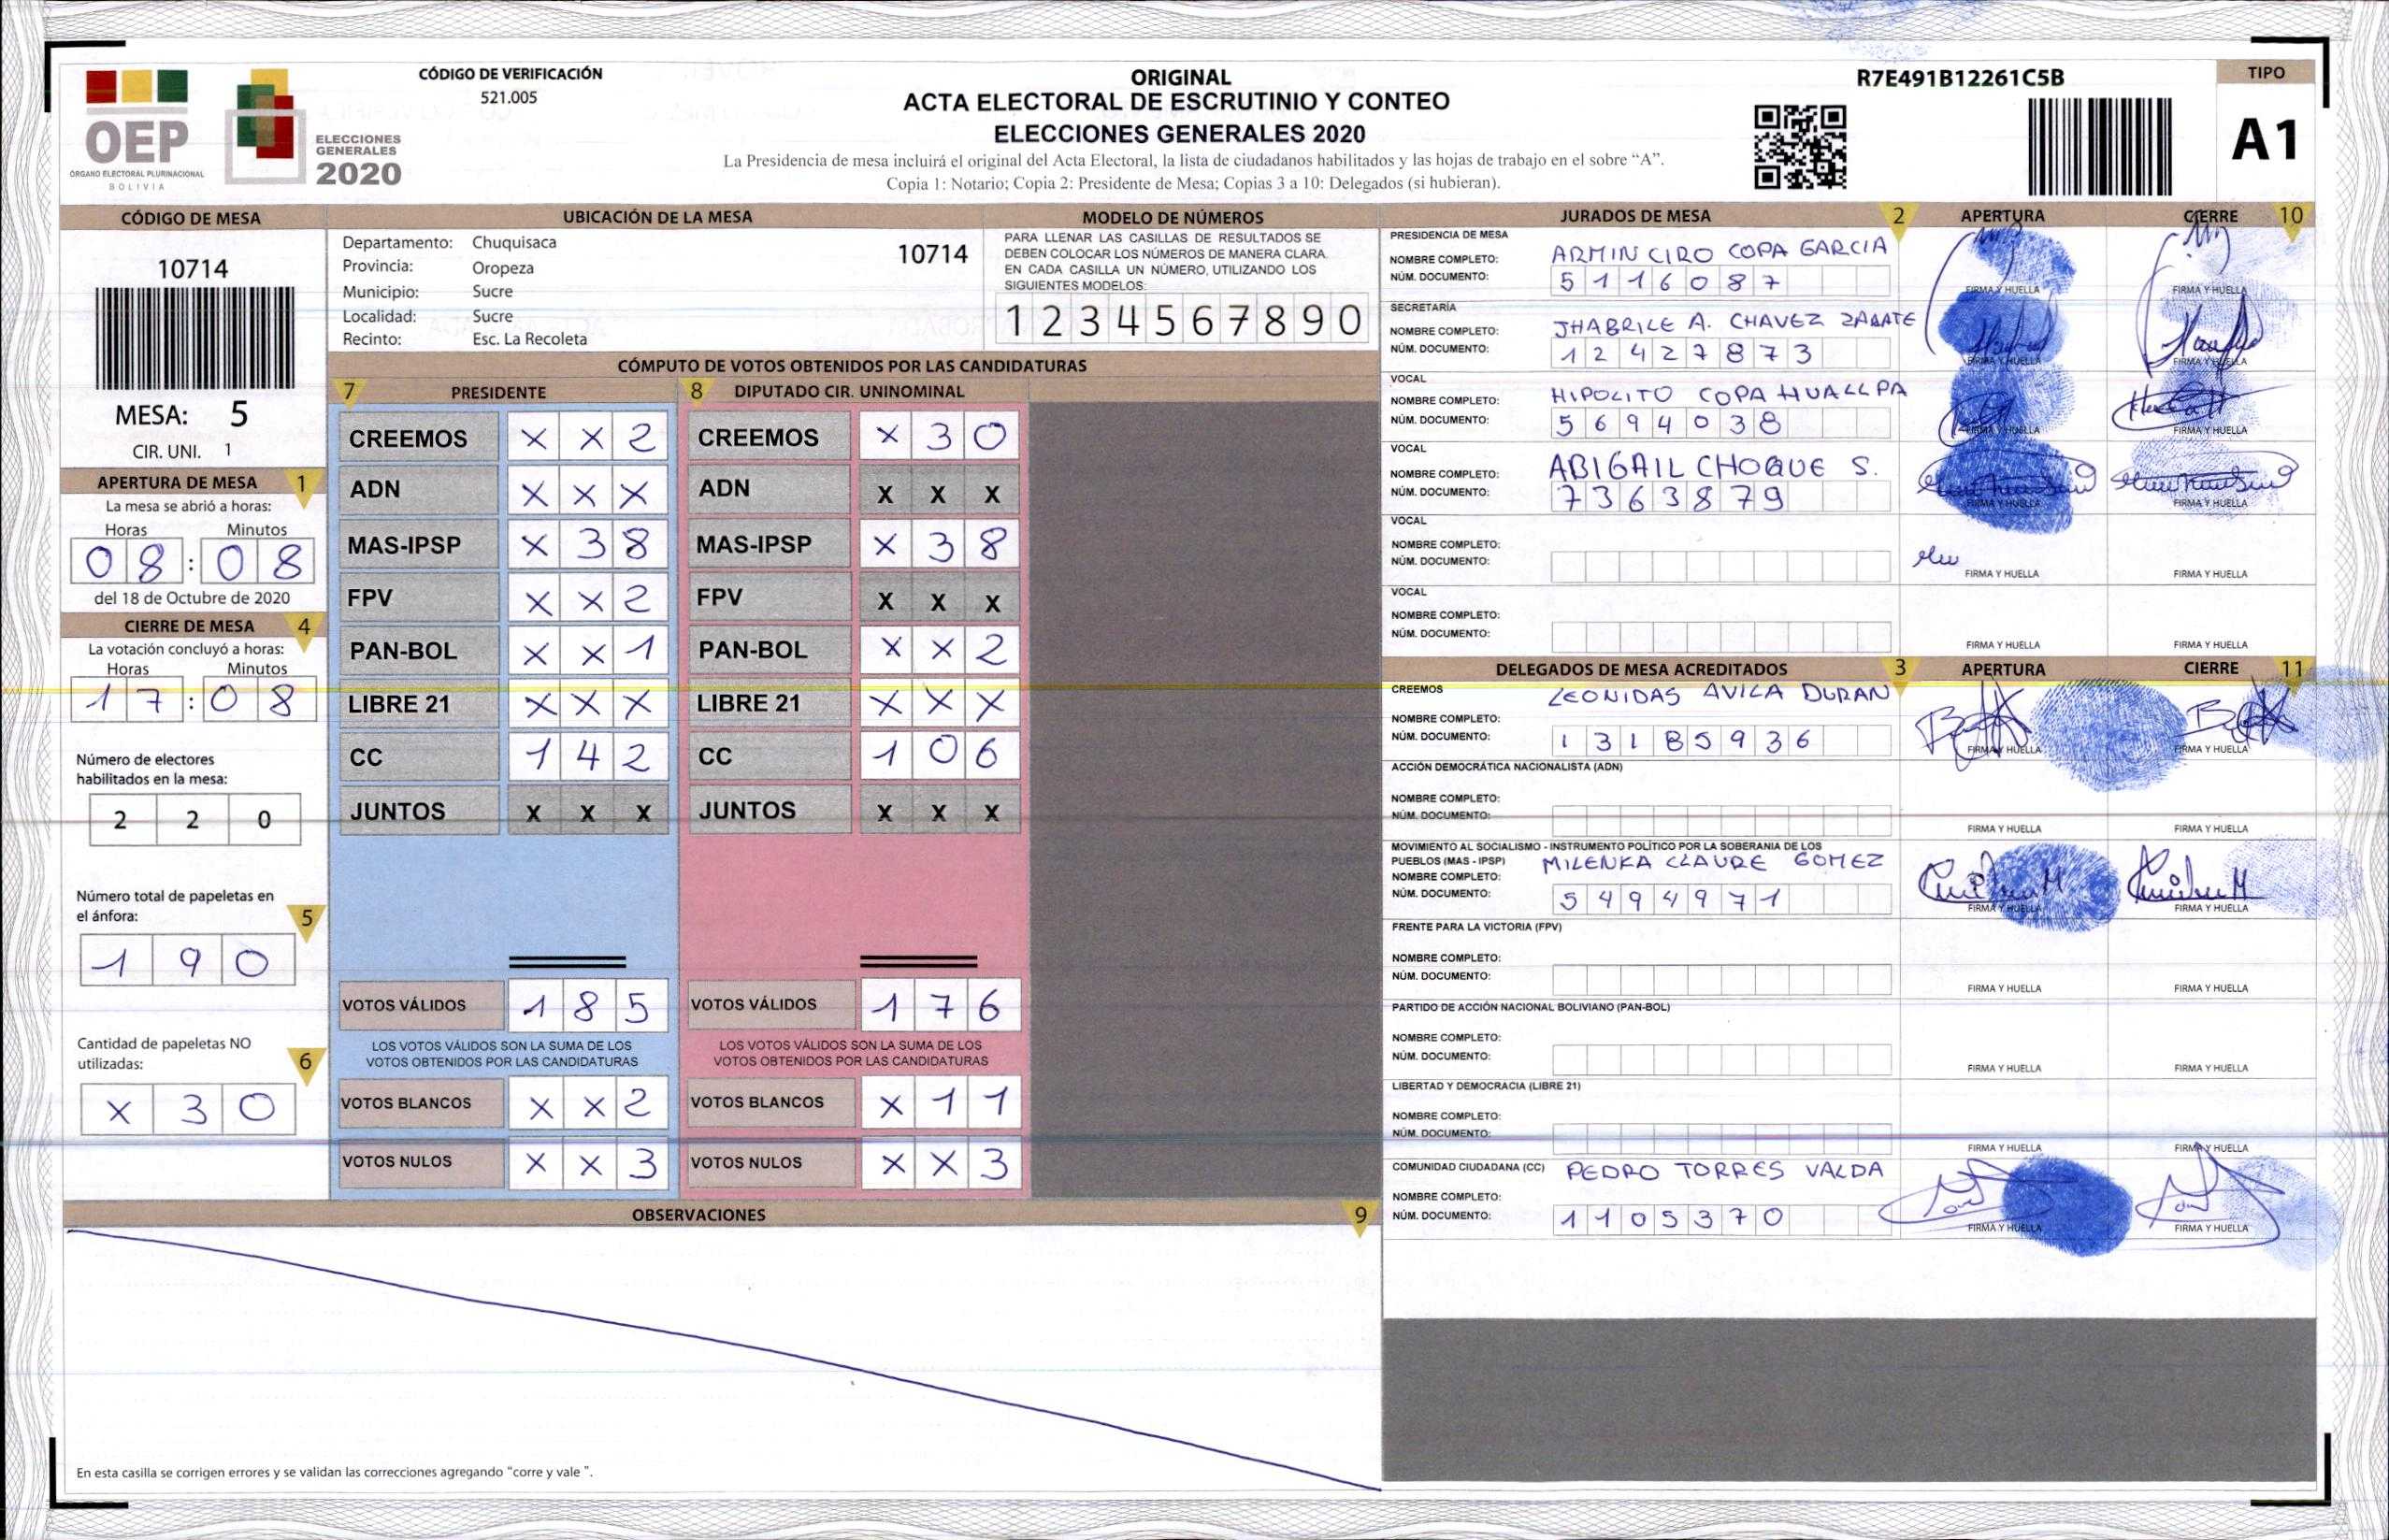 CÓDIGO DE VERIFICACIÓN
521.005
OEP
ÓRGANO ELECTORAL PLURINACIONAL
BOLIVIA
ELECCIONES
GENERALES
2020
ORIGINAL
ACTA ELECTORAL DE ESCRUTINIO Y CONTEO
ELECCIONES GENERALES 2020
La Presidencia de mesa incluirá el original del Acta Electoral, la lista de ciudadanos habilitados y las hojas de trabajo en el sobre “A”.
Copia 1: Notario; Copia 2: Presidente de Mesa; Copias 3 a 10: Delegados (si hubieran).
R7E491B12261C5B
TIPO
A1
CÓDIGO DE MESA
10714
MESA: 5
CIR. UNI. 1
APERTURA DE MESA 1
La mesa se abrió a horas:
Horas Minutos
08:08
del 18 de Octubre de 2020
CIERRE DE MESA 4
La votación concluyó a horas:
Horas Minutos
17:08
Número de electores
habilitados en la mesa:
2 2 0
Número total de papeletas en
el ánfora: 5
1 9 0
Cantidad de papeletas NO
utilizadas: 6
X 3 0
UBICACIÓN DE LA MESA
Departamento: Chuquisaca 10714
Provincia: Oropeza
Municipio: Sucre
Localidad: Sucre
Recinto: Esc. La Recoleta
MODELO DE NÚMEROS
PARA LLENAR LAS CASILLAS DE RESULTADOS SE
DEBEN COLOCAR LOS NÚMEROS DE MANERA CLARA.
EN CADA CASILLA UN NÚMERO, UTILIZANDO LOS
SIGUIENTES MODELOS:
1 2 3 4 5 6 7 8 9 0
CÓMPUTO DE VOTOS OBTENIDOS POR LAS CANDIDATURAS
7 PRESIDENTE 8 DIPUTADO CIR. UNINOMINAL
CREEMOS X X 2 CREEMOS X 3 0
ADN X X X ADN X X X
MAS-IPSP X 3 8 MAS-IPSP X 3 8
FPV X X 2 FPV X X X
PAN-BOL X X 1 PAN-BOL X X 2
LIBRE 21 X X X LIBRE 21 X X X
CC 1 4 2 CC 1 0 6
JUNTOS X X X JUNTOS X X X
VOTOS VÁLIDOS 1 8 5 VOTOS VÁLIDOS 1 7 6
LOS VOTOS VÁLIDOS SON LA SUMA DE LOS LOS VOTOS VÁLIDOS SON LA SUMA DE LOS
VOTOS OBTENIDOS POR LAS CANDIDATURAS VOTOS OBTENIDOS POR LAS CANDIDATURAS
VOTOS BLANCOS X X 2 VOTOS BLANCOS X 1 1
VOTOS NULOS X X 3 VOTOS NULOS X X 3
OBSERVACIONES 9
En esta casilla se corrigen errores y se validan las correcciones agregando “corre y vale ”.
JURADOS DE MESA 2 APERTURA CIERRE 10
PRESIDENCIA DE MESA
NOMBRE COMPLETO: ARMIN CIRO COPA GARCIA
NÚM. DOCUMENTO: 5116087
FIRMA Y HUELLA FIRMA Y HUELLA
SECRETARÍA
NOMBRE COMPLETO: JHABRILE A. CHAVEZ ZARATE
NÚM. DOCUMENTO: 12427873
FIRMA Y HUELLA FIRMA Y HUELLA
VOCAL
NOMBRE COMPLETO: HIPOLITO COPA HUALLPA
NÚM. DOCUMENTO: 5694038
FIRMA Y HUELLA FIRMA Y HUELLA
VOCAL
NOMBRE COMPLETO: ABIGAIL CHOQUE S.
NÚM. DOCUMENTO: 7363879
FIRMA Y HUELLA FIRMA Y HUELLA
VOCAL
NOMBRE COMPLETO:
NÚM. DOCUMENTO:
FIRMA Y HUELLA FIRMA Y HUELLA
VOCAL
NOMBRE COMPLETO:
NÚM. DOCUMENTO:
FIRMA Y HUELLA FIRMA Y HUELLA
DELEGADOS DE MESA ACREDITADOS 3 APERTURA CIERRE 11
CREEMOS
NOMBRE COMPLETO: LEONIDAS AVILA DURAN
NÚM. DOCUMENTO: 13185936
FIRMA Y HUELLA FIRMA Y HUELLA
ACCIÓN DEMOCRÁTICA NACIONALISTA (ADN)
NOMBRE COMPLETO:
NÚM. DOCUMENTO:
FIRMA Y HUELLA FIRMA Y HUELLA
MOVIMIENTO AL SOCIALISMO - INSTRUMENTO POLÍTICO POR LA SOBERANIA DE LOS
PUEBLOS (MAS - IPSP) MILENKA CLAURE GOMEZ
NOMBRE COMPLETO:
NÚM. DOCUMENTO: 5494971
FIRMA Y HUELLA FIRMA Y HUELLA
FRENTE PARA LA VICTORIA (FPV)
NOMBRE COMPLETO:
NÚM. DOCUMENTO:
FIRMA Y HUELLA FIRMA Y HUELLA
PARTIDO DE ACCIÓN NACIONAL BOLIVIANO (PAN-BOL)
NOMBRE COMPLETO:
NÚM. DOCUMENTO:
FIRMA Y HUELLA FIRMA Y HUELLA
LIBERTAD Y DEMOCRACIA (LIBRE 21)
NOMBRE COMPLETO:
NÚM. DOCUMENTO:
FIRMA Y HUELLA FIRMA Y HUELLA
COMUNIDAD CIUDADANA (CC) PEDRO TORRES VALDA
NOMBRE COMPLETO:
NÚM. DOCUMENTO: 1105370
FIRMA Y HUELLA FIRMA Y HUELLA